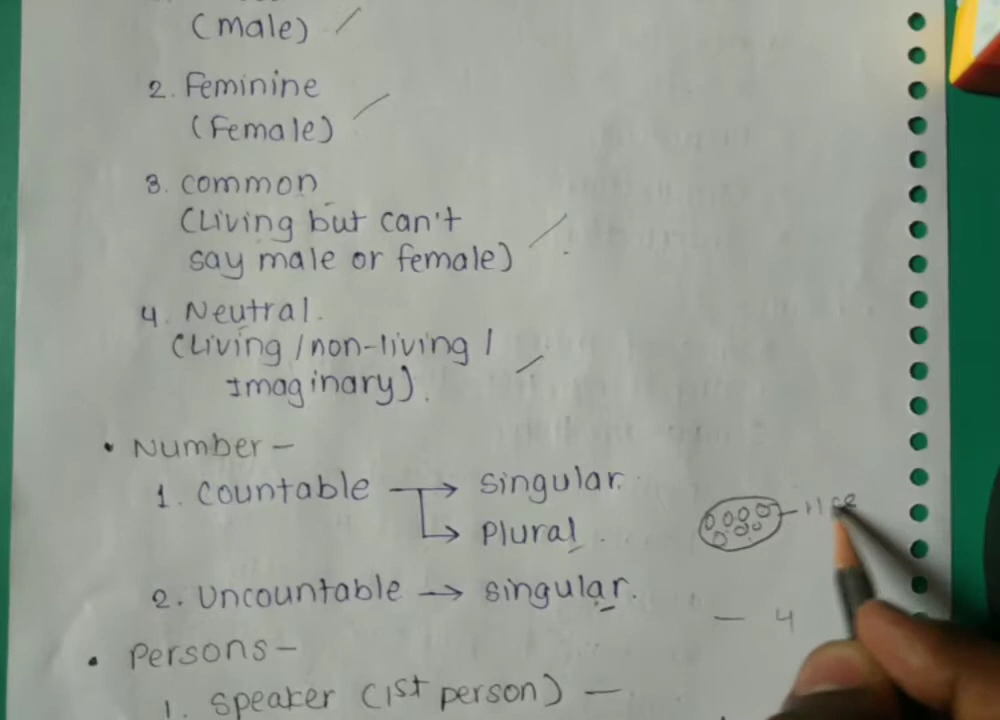 (male)
2. Feminine
(Female)
3. common
(Living but can't
say male or female)
4. Neutral.
(Living / non-living /
Imaginary).
• Number -
1. Countable → singular.
→ Plural.
rice
2. Uncountable → singular.
- 4
• Persons -
1. Speaker (1st person) -